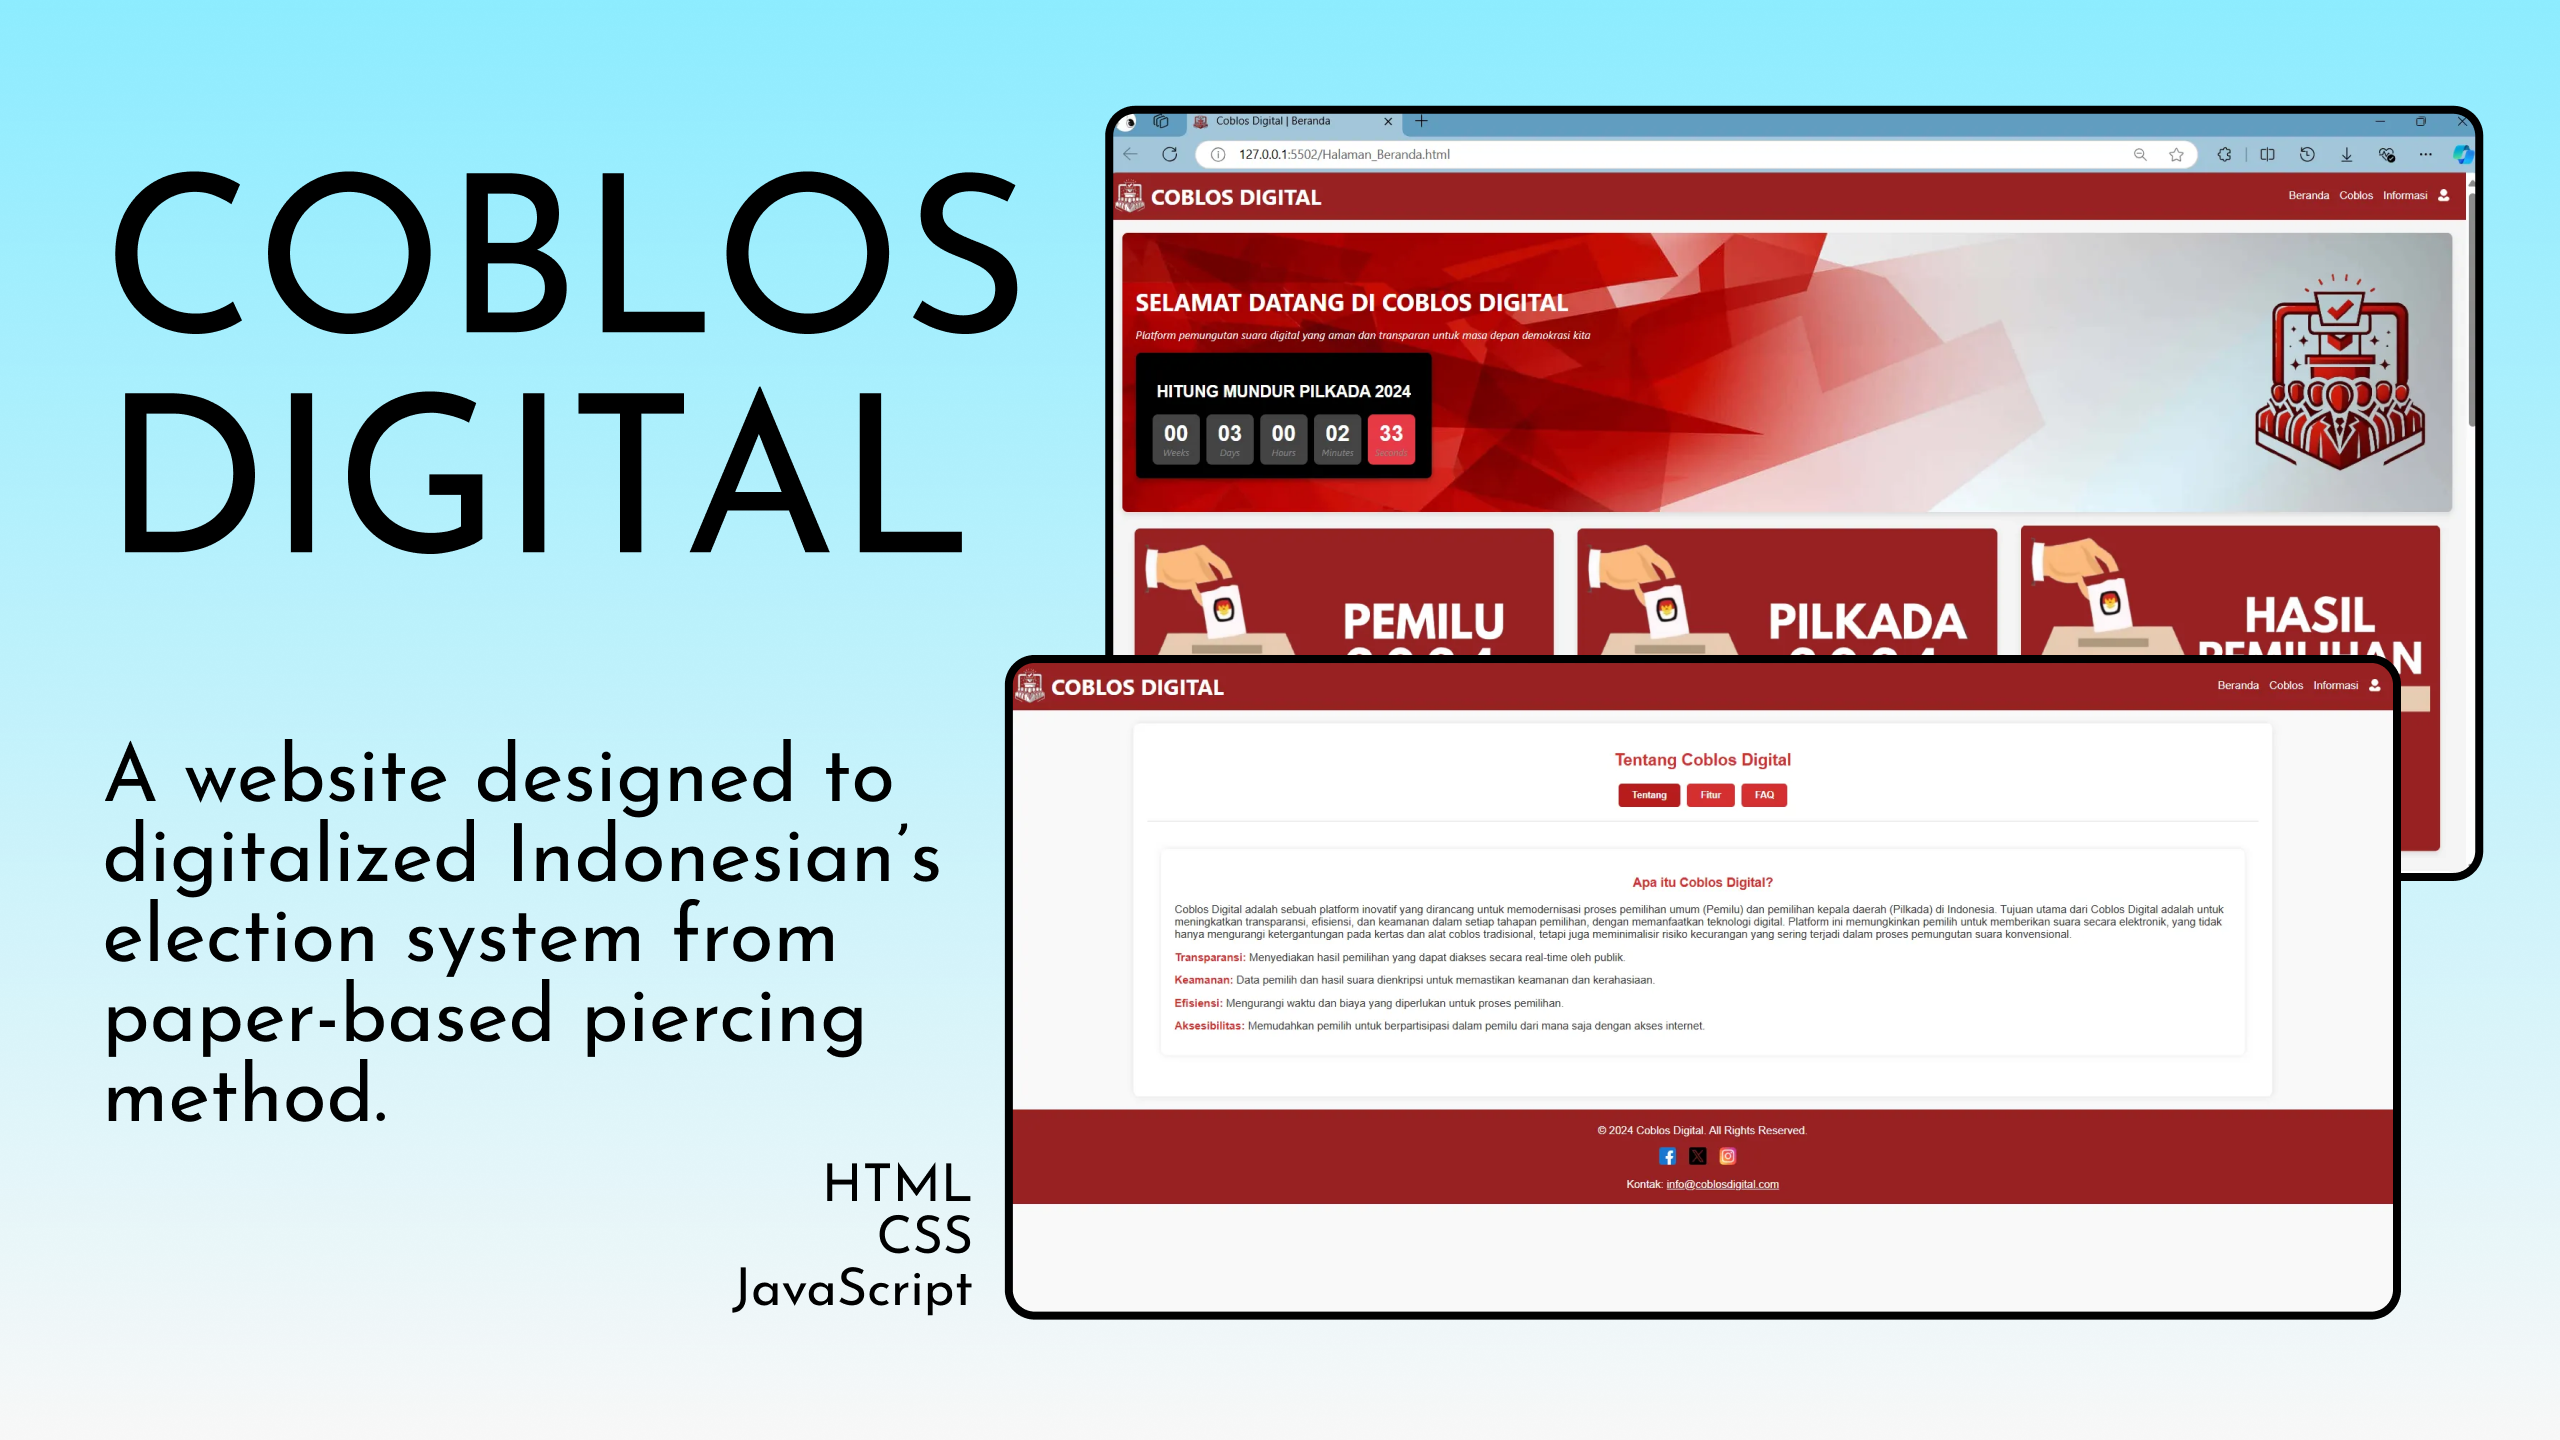 COBLOS
DIGITAL
A website designed to
digitalized Indonesian’s
election system from
paper-based piercing
method.
HTML
CSS
JavaScript
Coblos Digital | Beranda
127.0.0.1:5502/Halaman_Beranda.html
COBLOS DIGITAL
Beranda Coblos Informasi
SELAMAT DATANG DI COBLOS DIGITAL
Platform pemungutan suara digital yang aman dan transparan untuk masa depan demokrasi kita
HITUNG MUNDUR PILKADA 2024
00 03 00 02 33
Weeks Days Hours Minutes Seconds
PEMILU
2024
PILKADA
2024
HASIL
PEMILIHAN
COBLOS DIGITAL
Beranda Coblos Informasi
Tentang Coblos Digital
Tentang Fitur FAQ
Apa itu Coblos Digital?
Coblos Digital adalah sebuah platform inovatif yang dirancang untuk memodernisasi proses pemilihan umum (Pemilu) dan pemilihan kepala daerah (Pilkada) di Indonesia. Tujuan utama dari Coblos Digital adalah untuk
meningkatkan transparansi, efisiensi, dan keamanan dalam setiap tahapan pemilihan, dengan memanfaatkan teknologi digital. Platform ini memungkinkan pemilih untuk memberikan suara secara elektronik, yang tidak
hanya mengurangi ketergantungan pada kertas dan alat coblos tradisional, tetapi juga meminimalisir risiko kecurangan yang sering terjadi dalam proses pemungutan suara konvensional.
Transparansi: Menyediakan hasil pemilihan yang dapat diakses secara real-time oleh publik.
Keamanan: Data pemilih dan hasil suara dienkripsi untuk memastikan keamanan dan kerahasiaan.
Efisiensi: Mengurangi waktu dan biaya yang diperlukan untuk proses pemilihan.
Aksesibilitas: Memudahkan pemilih untuk berpartisipasi dalam pemilu dari mana saja dengan akses internet.
© 2024 Coblos Digital. All Rights Reserved.
Kontak: info@coblosdigital.com